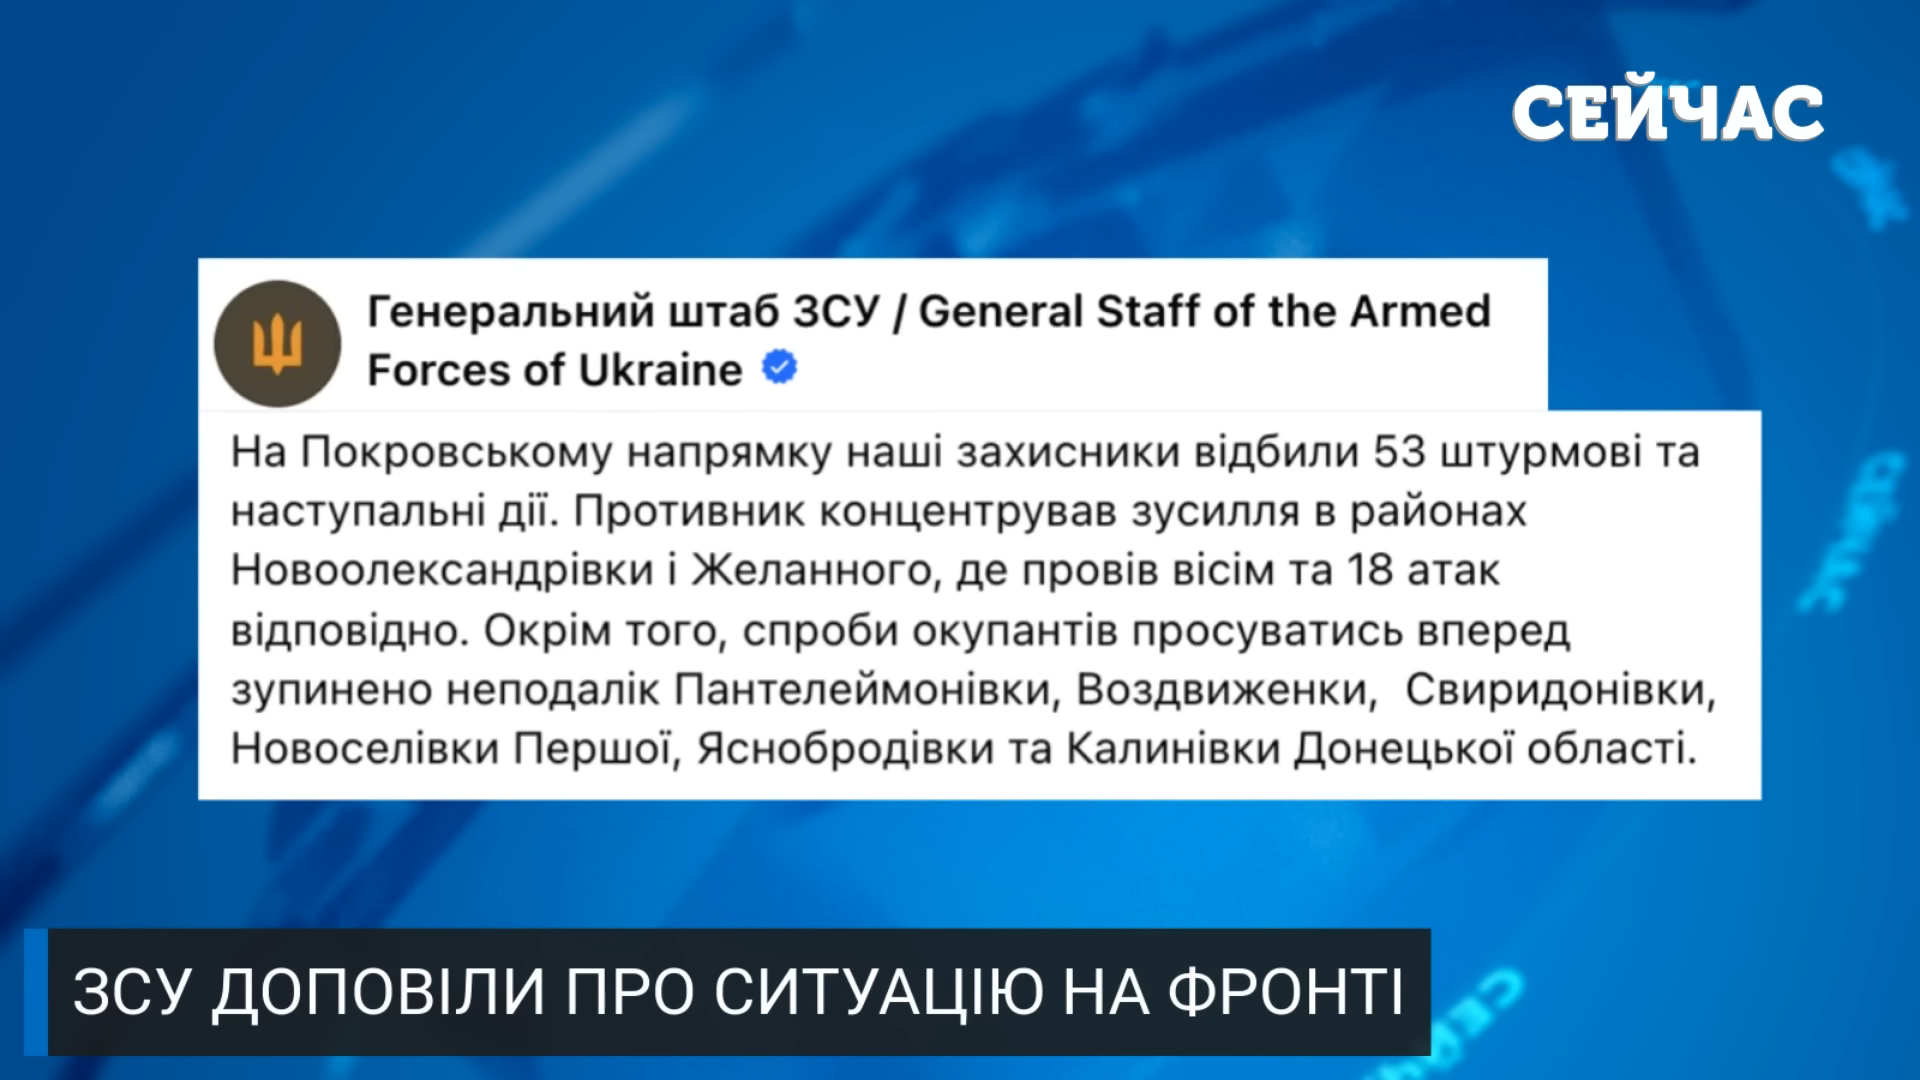 СЕЙЧАС
Генеральний штаб ЗСУ / General Staff of the Armed
Forces of Ukraine
На Покровському напрямку наші захисники відбили 53 штурмові та
наступальні дії. Противник концентрував зусилля в районах
Новоолександрівки і Желанного, де провів вісім та 18 атак
відповідно. Окрім того, спроби окупантів просуватись вперед
зупинено неподалік Пантелеймонівки, Воздвиженки, Свиридонівки,
Новоселівки Першої, Яснобродівки та Калинівки Донецької області.
ЗСУ ДОПОВІЛИ ПРО СИТУАЦІЮ НА ФРОНТІ